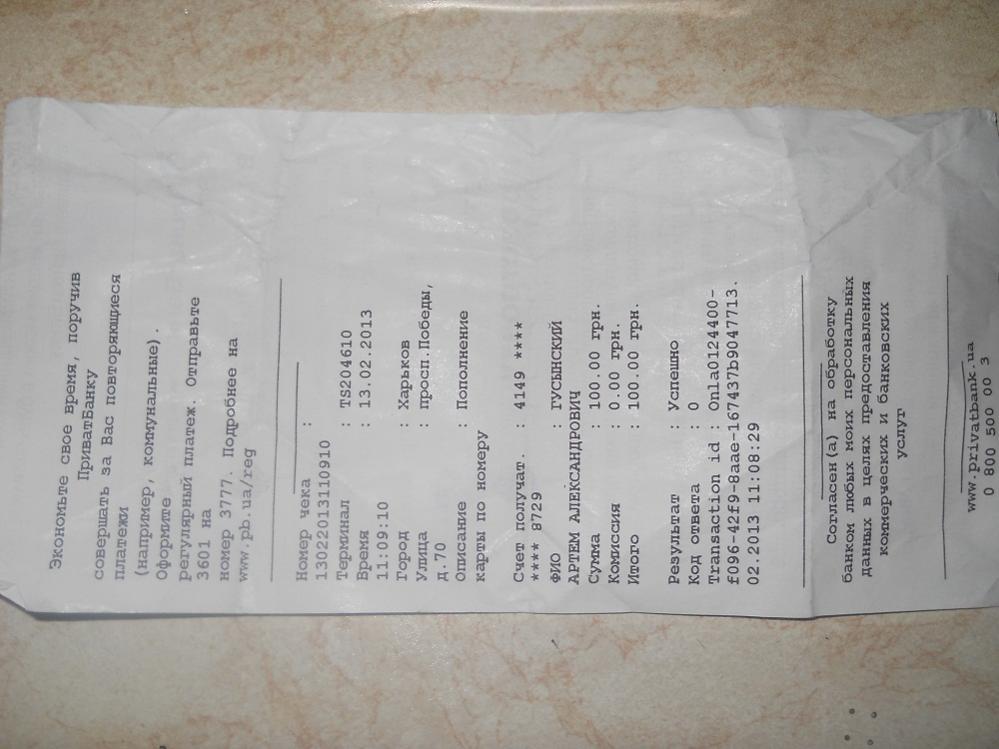 Экономьте свое время, поручив
ПриватБанку
совершать за Вас повторяющиеся
платежи
(например, коммунальные).
Оформите
регулярный платеж. Отправьте
3601 на
номер 3777. Подробнее на
www.pb.ua/reg
Номер чека :
13022013110910
Терминал : TS204610
Время : 13.02.2013
11:09:10
Город : Харьков
Улица : просп.Победы,
д.70
Описание : Пополнение
карты по номеру
Счет получат. : 4149 ****
**** 8729
ФИО : ГУСЫНСКИЙ
АРТЕМ АЛЕКСАНДРОВИЧ
Сумма : 100.00 грн.
Комиссия : 0.00 грн.
Итого : 100.00 грн.
Результат : Успешно
Код ответа : 0
Transaction id : Onla0124400-
f096-42f9-8aae-167437b9047713.
02.2013 11:08:29
Согласен(а) на обработку
банком любых моих персональных
данных в целях предоставления
коммерческих и банковских
услуг
www.privatbank.ua
0 800 500 00 3